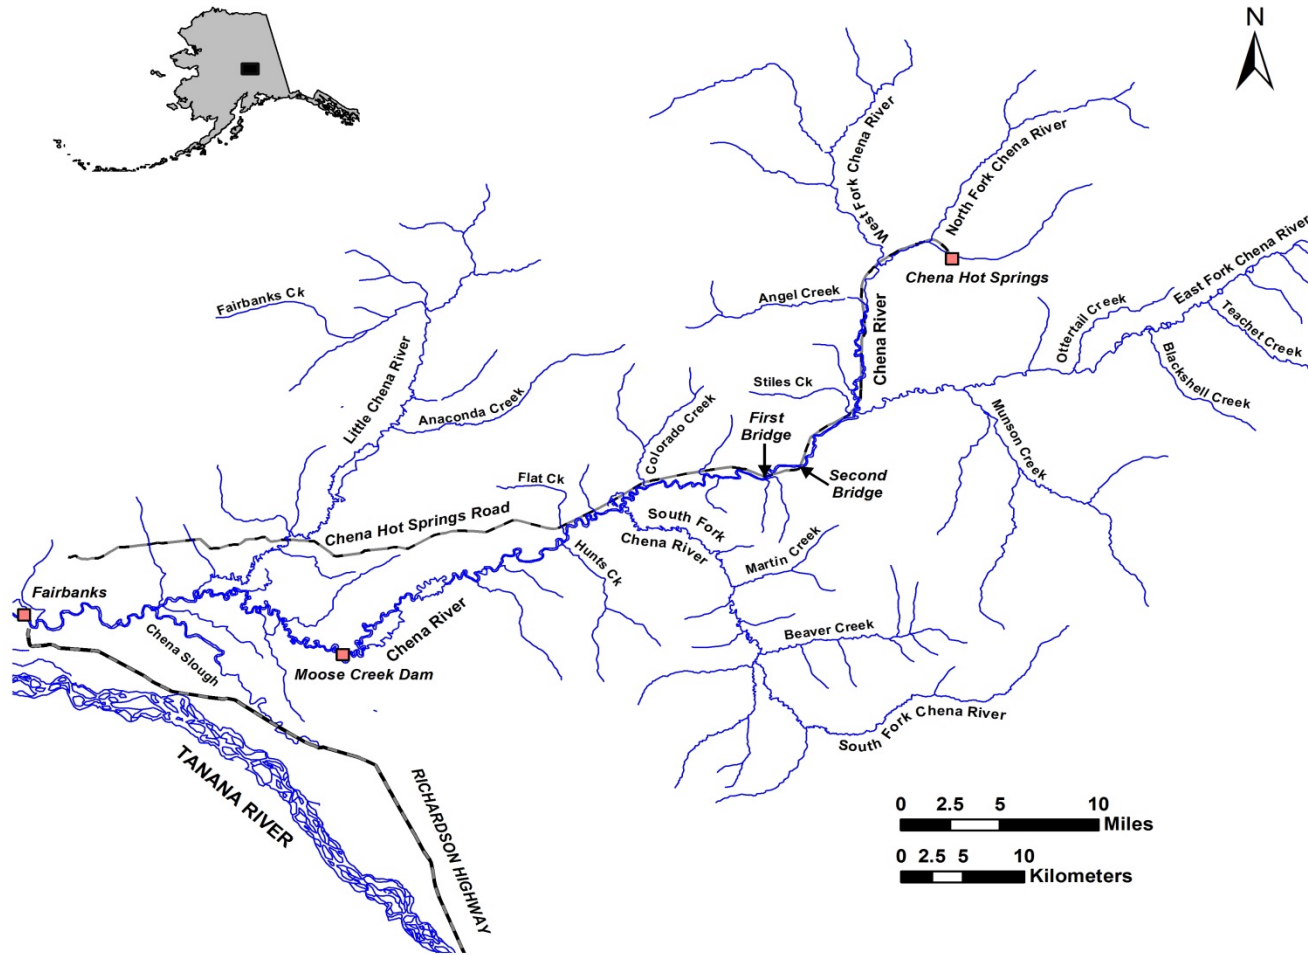 N
West Fork Chena River
North Fork Chena River
East Fork Chena River
Chena Hot Springs
Fairbanks Ck
Angel Creek
Chena River
Ottertail Creek
Teachet Creek
Blackshell Creek
Little Chena River
Stiles Ck
Anaconda Creek
Colorado Creek
First
Bridge
Munson Creek
Second
Bridge
Flat Ck
Chena Hot Springs Road
South Fork
Chena River
Hunts Ck
Martin Creek
Fairbanks
Chena Slough
Chena River
Beaver Creek
Moose Creek Dam
South Fork Chena River
TANANA RIVER
RICHARDSON HIGHWAY
0 2.5 5 10
Miles
0 2.5 5 10
Kilometers